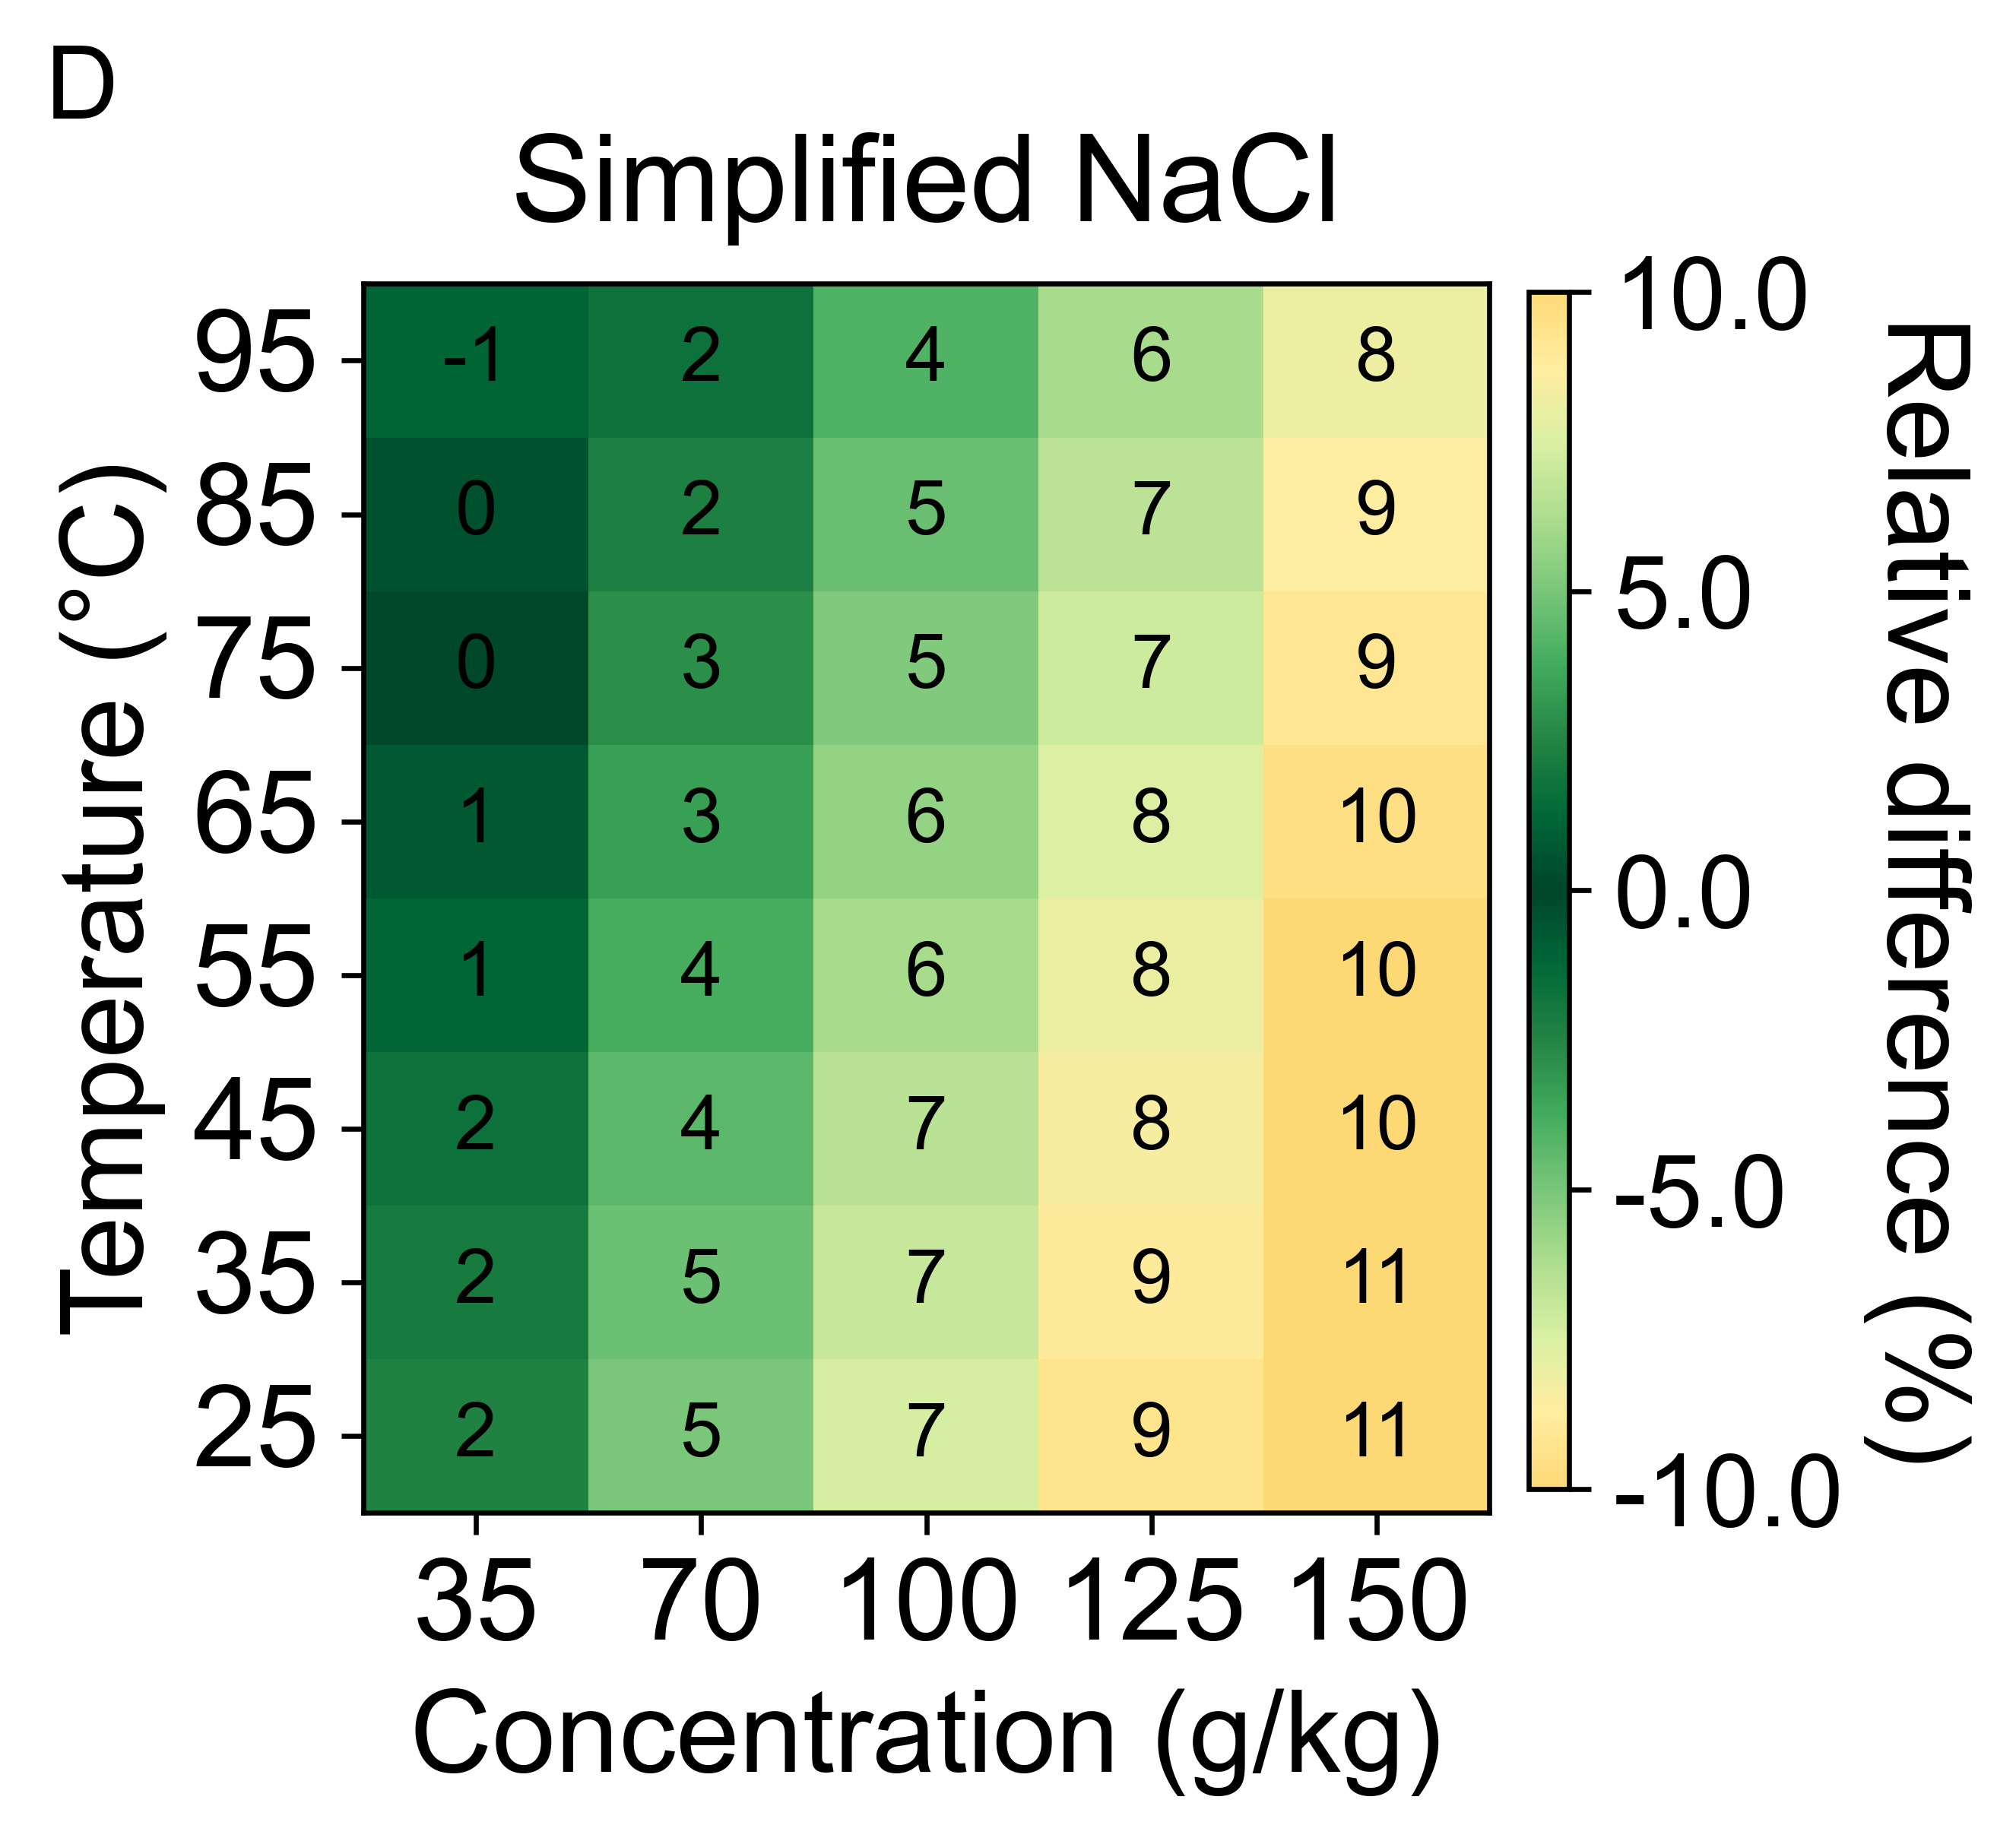 D
Simplified NaCl
95 -1 2 4 6 8
85 0 2 5 7 9
75 0 3 5 7 9
65 1 3 6 8 10
55 1 4 6 8 10
45 2 4 7 8 10
35 2 5 7 9 11
25 2 5 7 9 11
35 70 100 125 150
Concentration (g/kg)
Temperature (°C)
10.0
5.0
0.0
-5.0
-10.0
Relative difference (%)